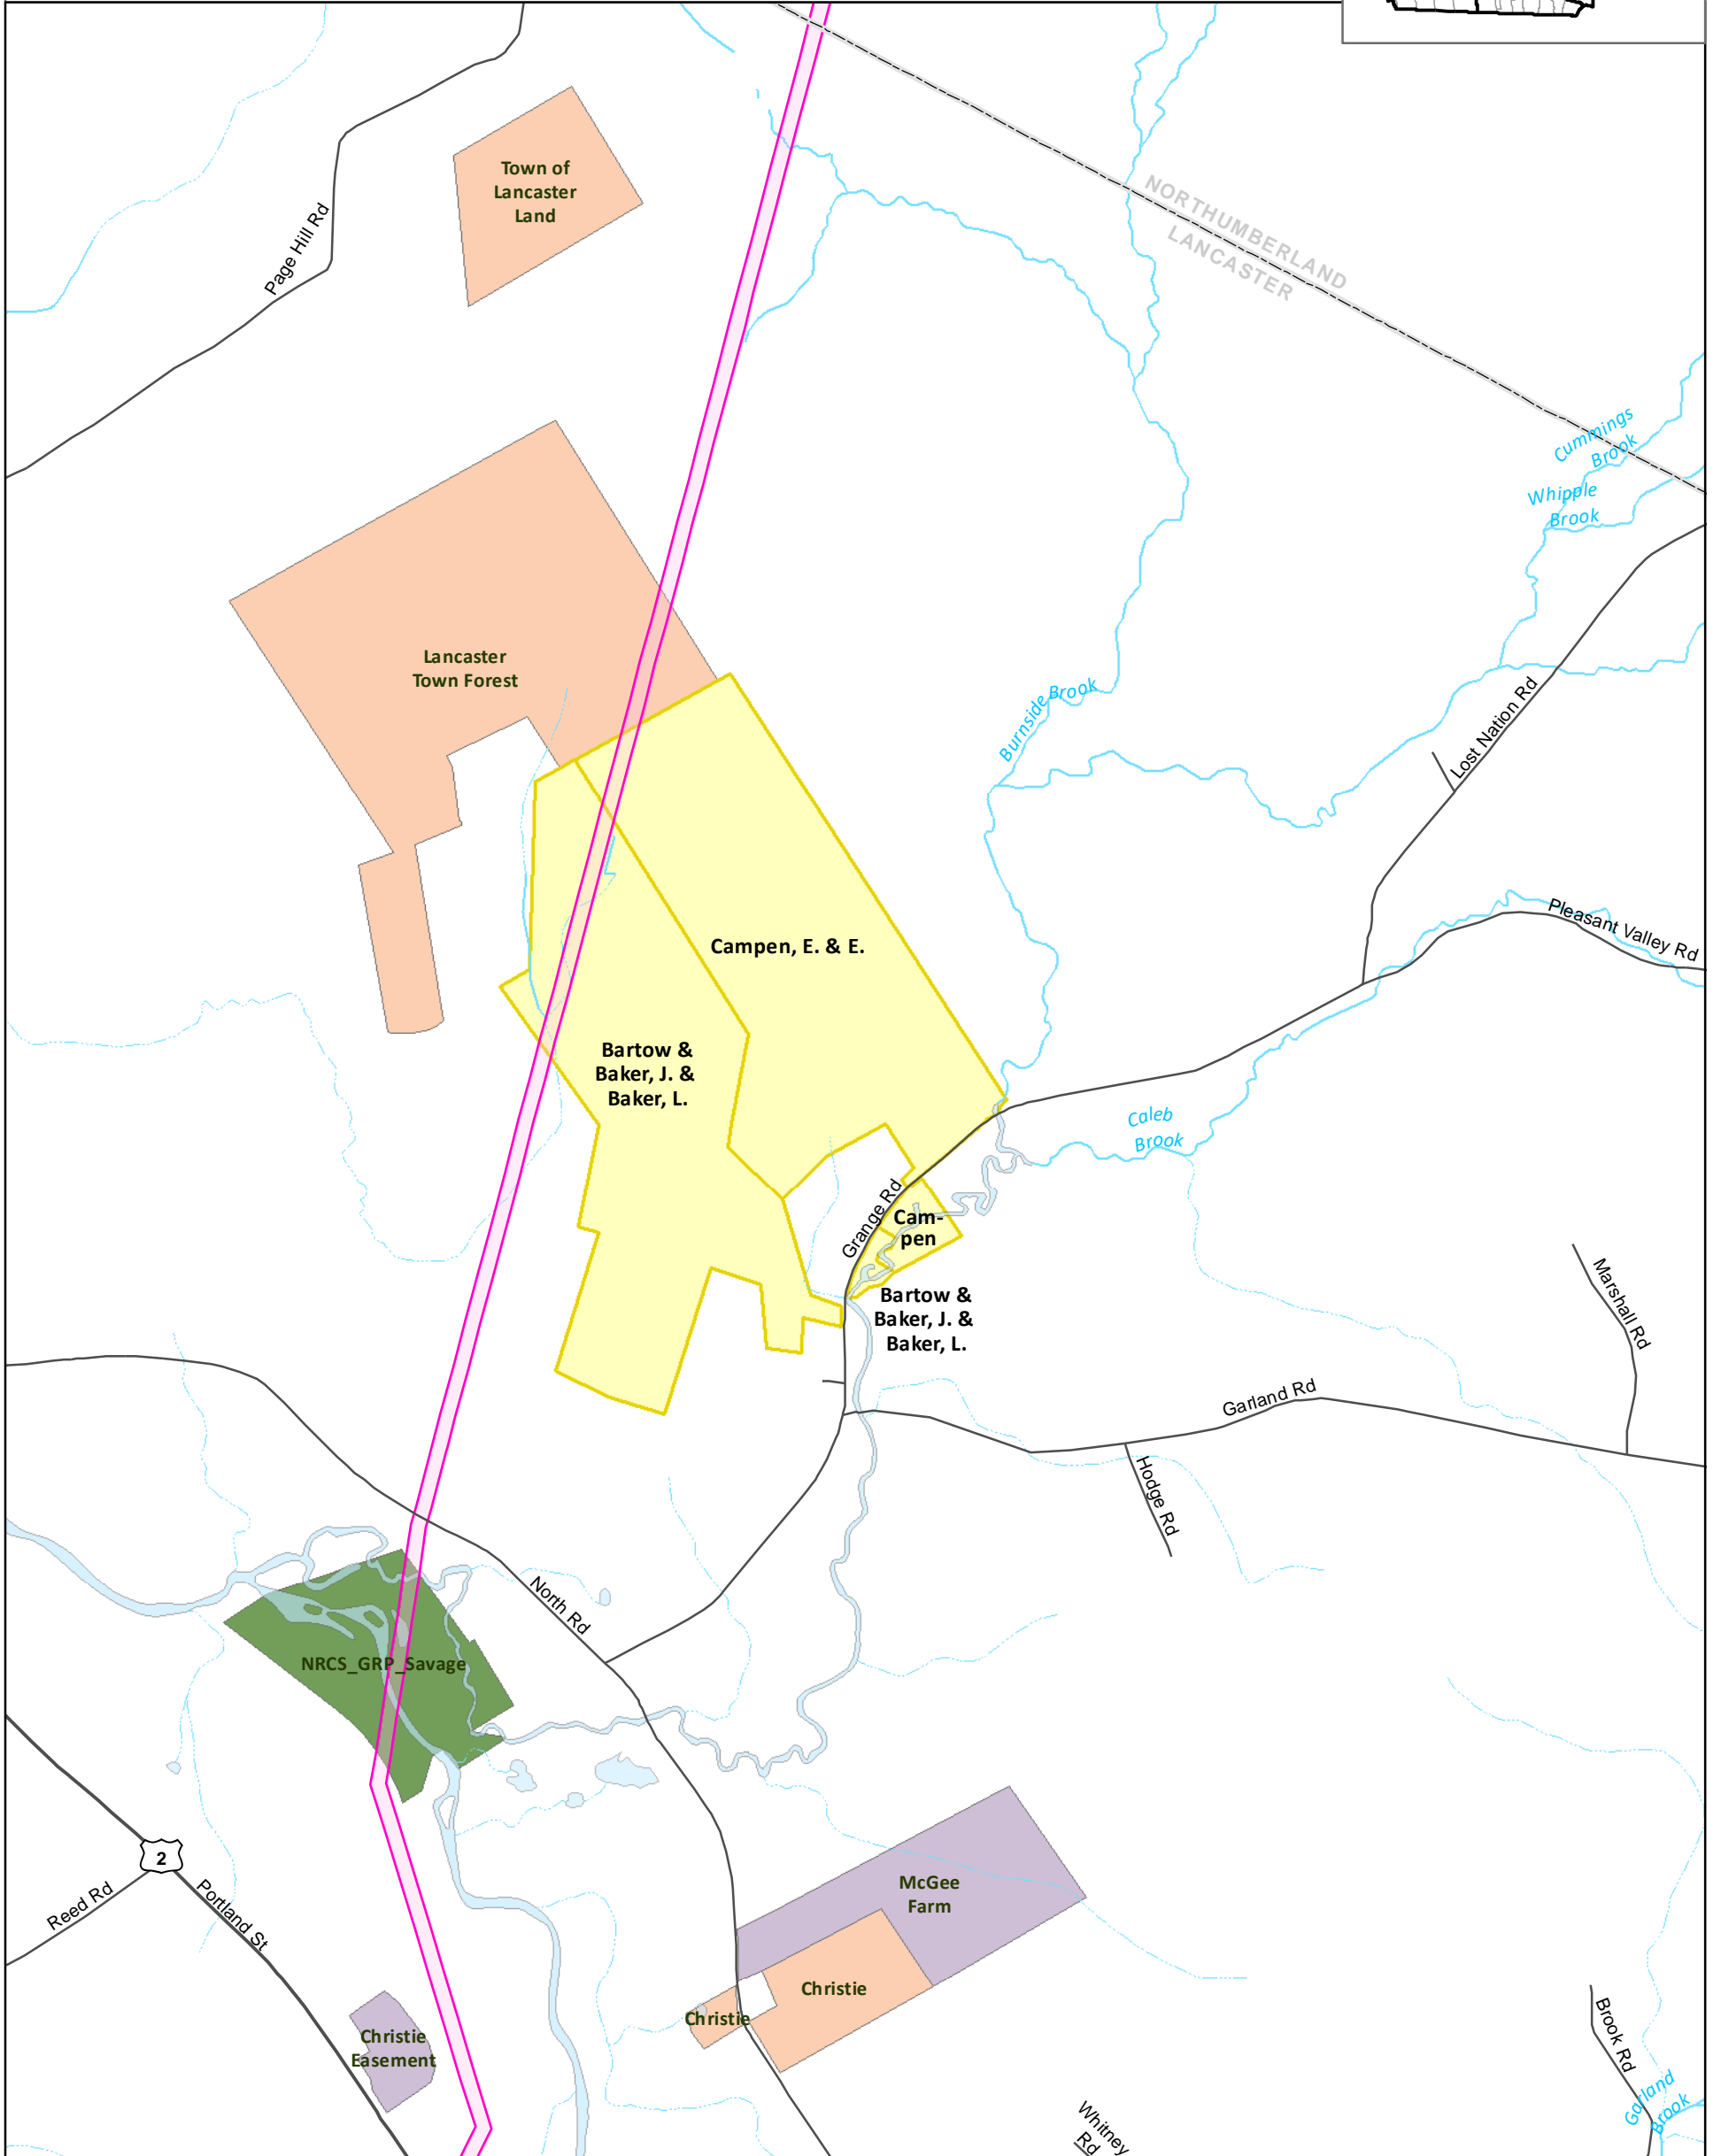 Town of
Lancaster
Land
Page Hill Rd
NORTHUMBERLAND
LANCASTER
Cummings
Brook
Whipple
Brook
Lancaster
Town Forest
Burnside Brook
Lost Nation Rd
Pleasant Valley Rd
Campen, E. & E.
Bartow &
Baker, J. &
Baker, L.
Caleb
Brook
Grange Rd
Cam-
pen
Bartow &
Baker, J. &
Baker, L.
Marshall Rd
Garland Rd
Hodge Rd
North Rd
NRCS_GRP_Savage
2
Reed Rd
Portland St
McGee
Farm
Christie
Christie
Christie
Easement
Brook Rd
Garland
Brook
Whitney
Rd